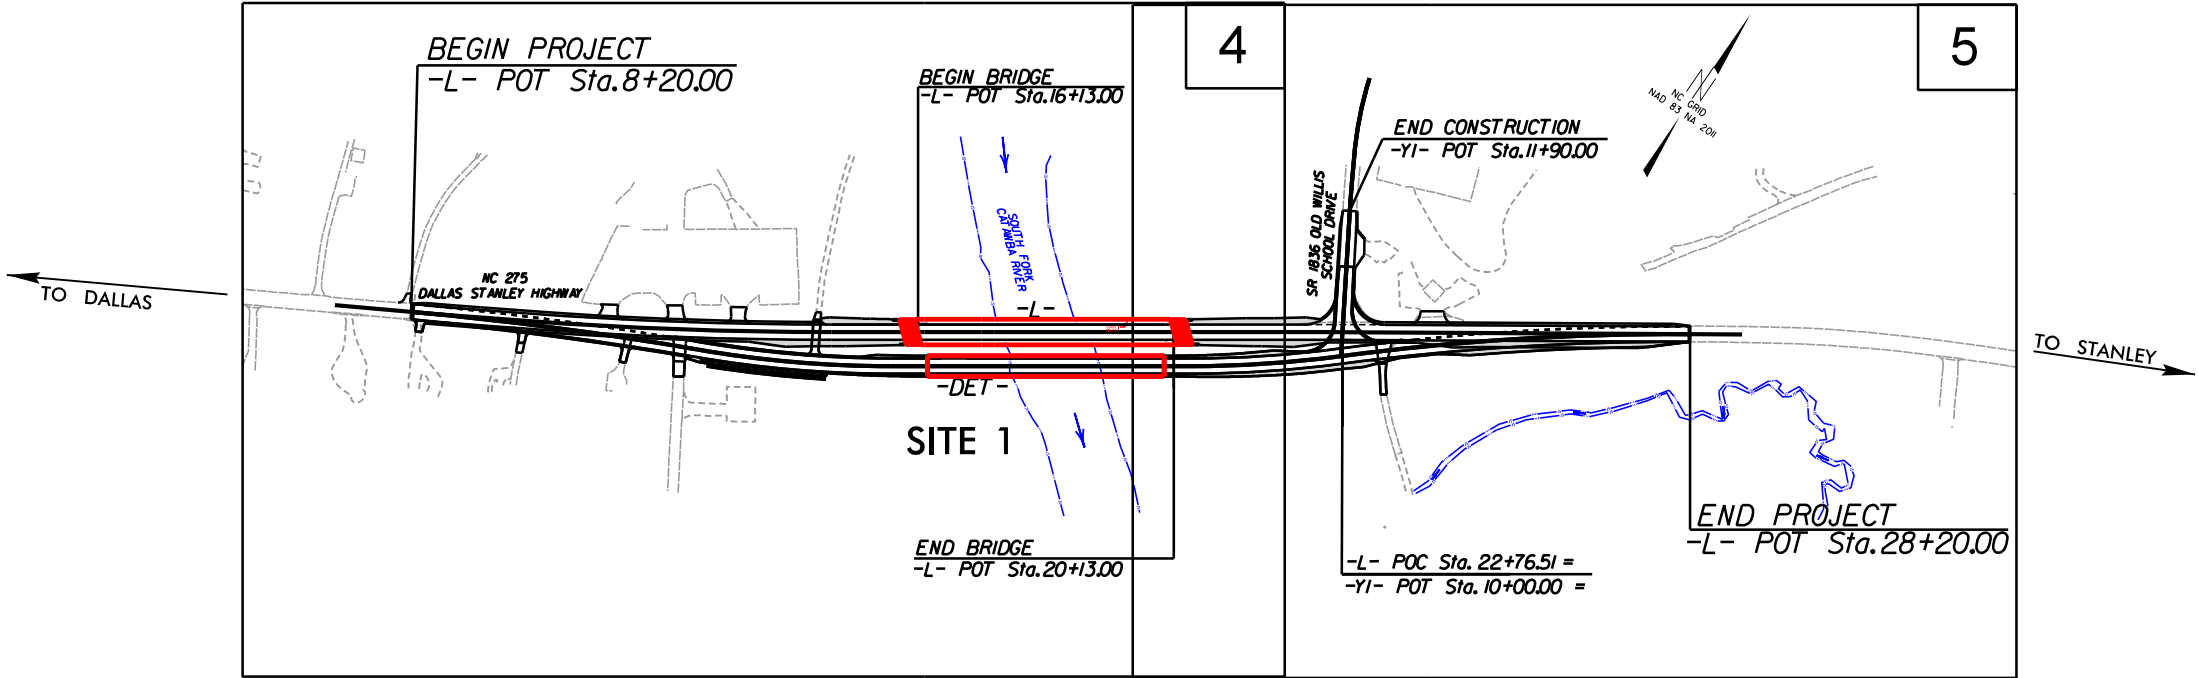 BEGIN PROJECT
-L- POT Sta.8+20.00
BEGIN BRIDGE
-L- POT Sta.16+13.00
4
5
NC GRID
NAD 83 NA 2011
N
END CONSTRUCTION
-Y1- POT Sta.11+90.00
SOUTH FORK
CATAWBA RIVER
SR 1836 OLD WILLIS
SCHOOL DRIVE
TO DALLAS
NC 275
DALLAS STANLEY HIGHWAY
-L-
TO STANLEY
-DET-
SITE 1
END BRIDGE
-L- POT Sta.20+13.00
-L- POC Sta. 22+76.51 =
-Y1- POT Sta.10+00.00 =
END PROJECT
-L- POT Sta.28+20.00